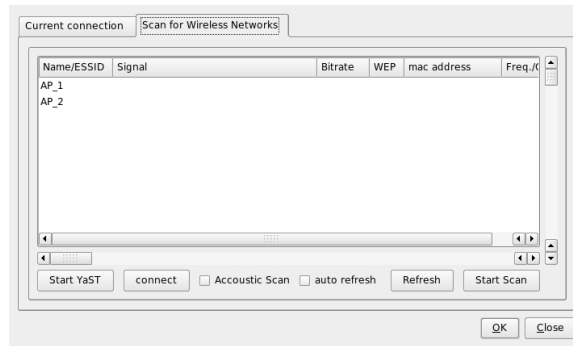 Current connection Scan for Wireless Networks
Name/ESSID Signal Bitrate WEP mac address Freq./C
AP_1
AP_2
Start YaST connect Accoustic Scan auto refresh Refresh Start Scan
OK Close